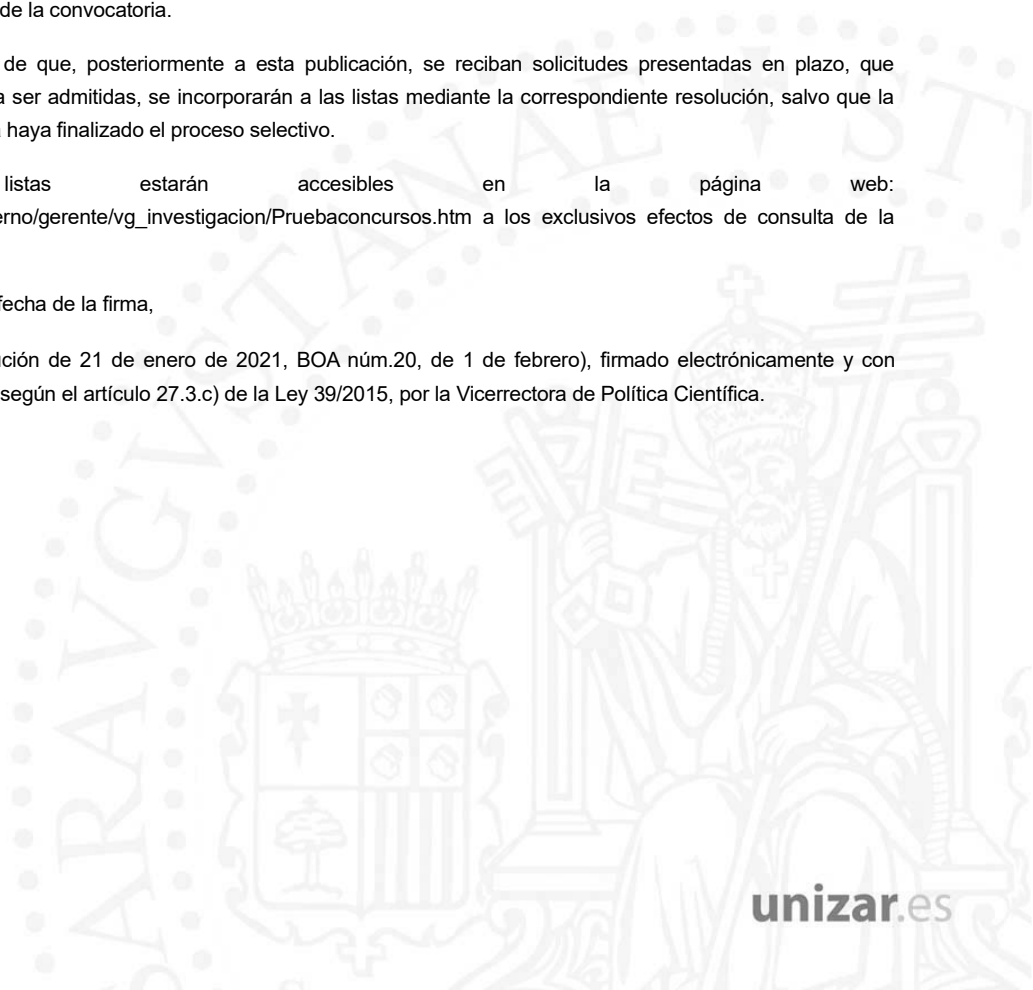 de la convocatoria.
de que, posteriormente a esta publicación, se reciban solicitudes presentadas en plazo, que
a ser admitidas, se incorporarán a las listas mediante la correspondiente resolución, salvo que la
haya finalizado el proceso selectivo.
listas estarán accesibles en la página web:
erno/gerente/vg_investigacion/Pruebaconcursos.htm a los exclusivos efectos de consulta de la
fecha de la firma,
ución de 21 de enero de 2021, BOA núm.20, de 1 de febrero), firmado electrónicamente y con
según el artículo 27.3.c) de la Ley 39/2015, por la Vicerrectora de Política Científica.
unizar.es